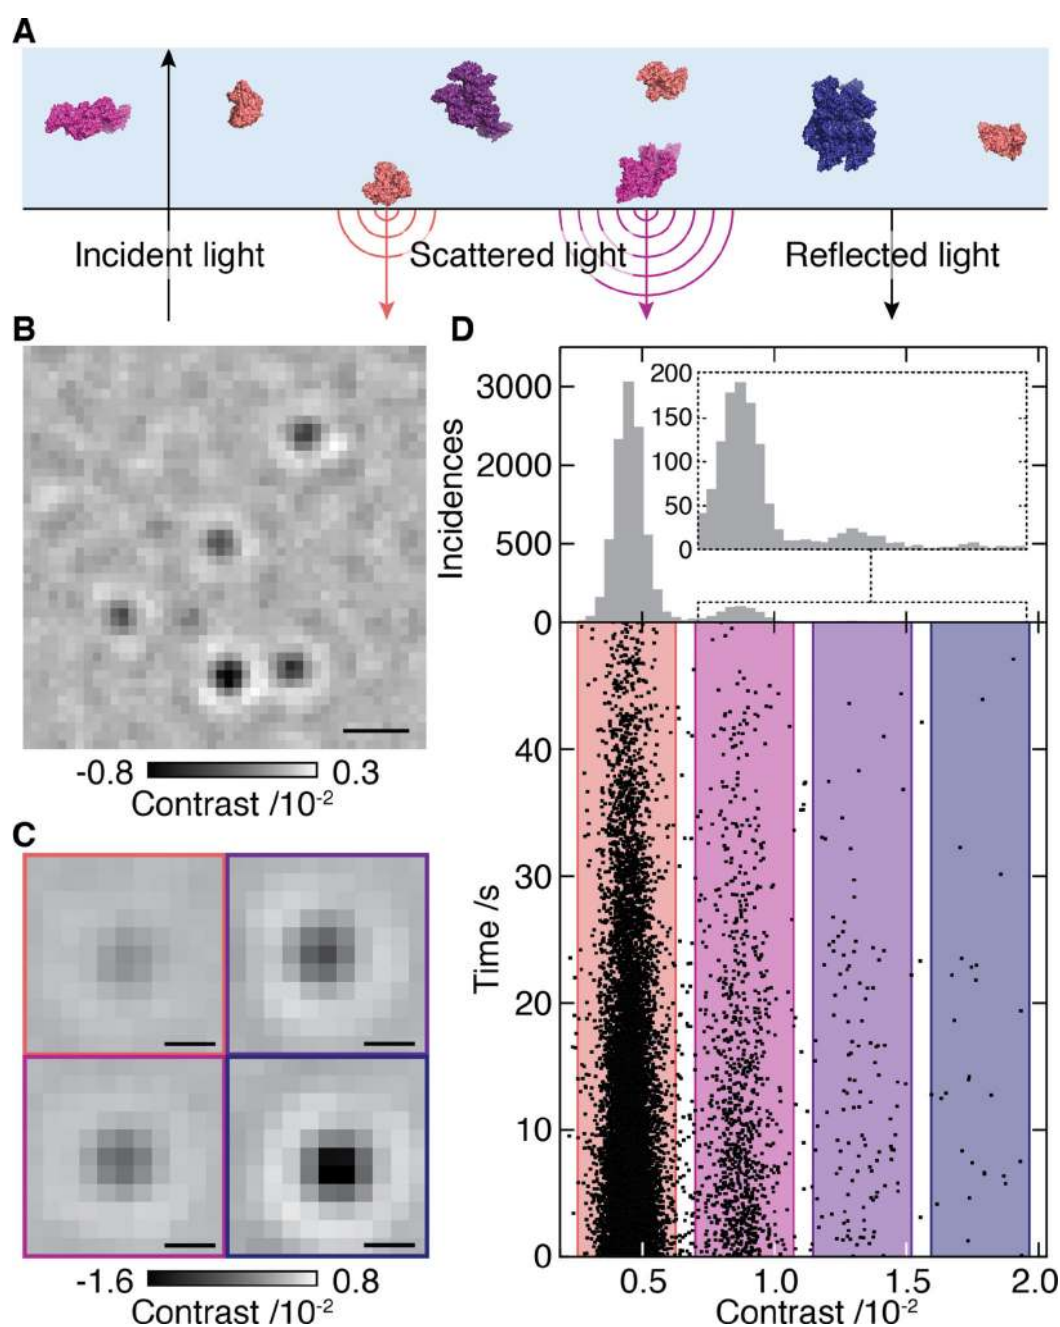 A
Incident light
Scattered light
Reflected light
B
-0.8
0.3
Contrast /10-2
C
-1.6
0.8
Contrast /10-2
D
Incidences
3000
2000
500
0
200
150
100
50
0
Time /s
40
30
20
10
0
0.5
1.0
1.5
2.0
Contrast /10-2